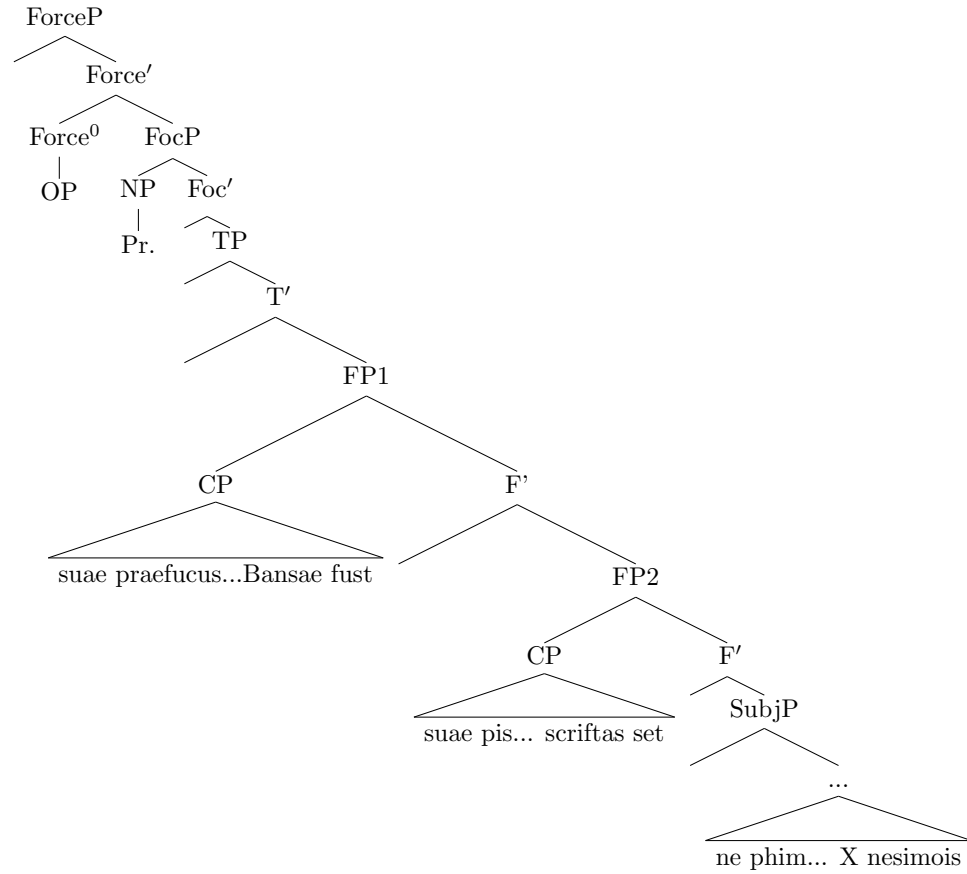 ForceP
Force′
Force⁰ FocP
OP NP Foc′
Pr. TP
T′
FP1
CP F’
suae praefucus...Bansae fust
FP2
CP F′
suae pis... scriftas set SubjP
...
ne phim... X nesimois